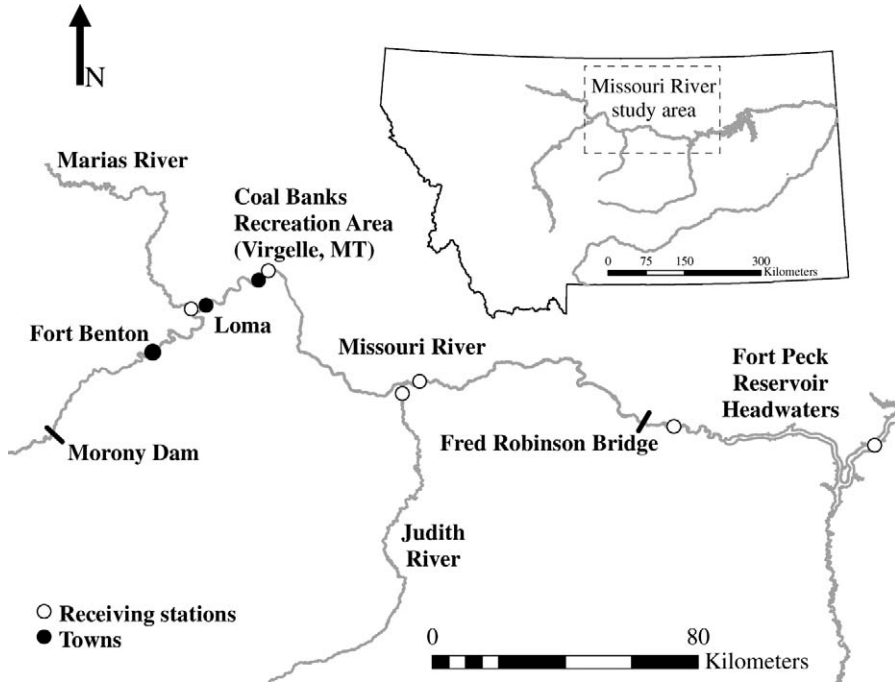 N
Missouri River
study area
0 75 150 300
Kilometers
Marias River
Coal Banks
Recreation Area
(Virgelle, MT)
Fort Benton
Loma
Missouri River
Fort Peck
Reservoir
Headwaters
Morony Dam
Fred Robinson Bridge
Judith
River
Receiving stations
Towns
0 80
Kilometers